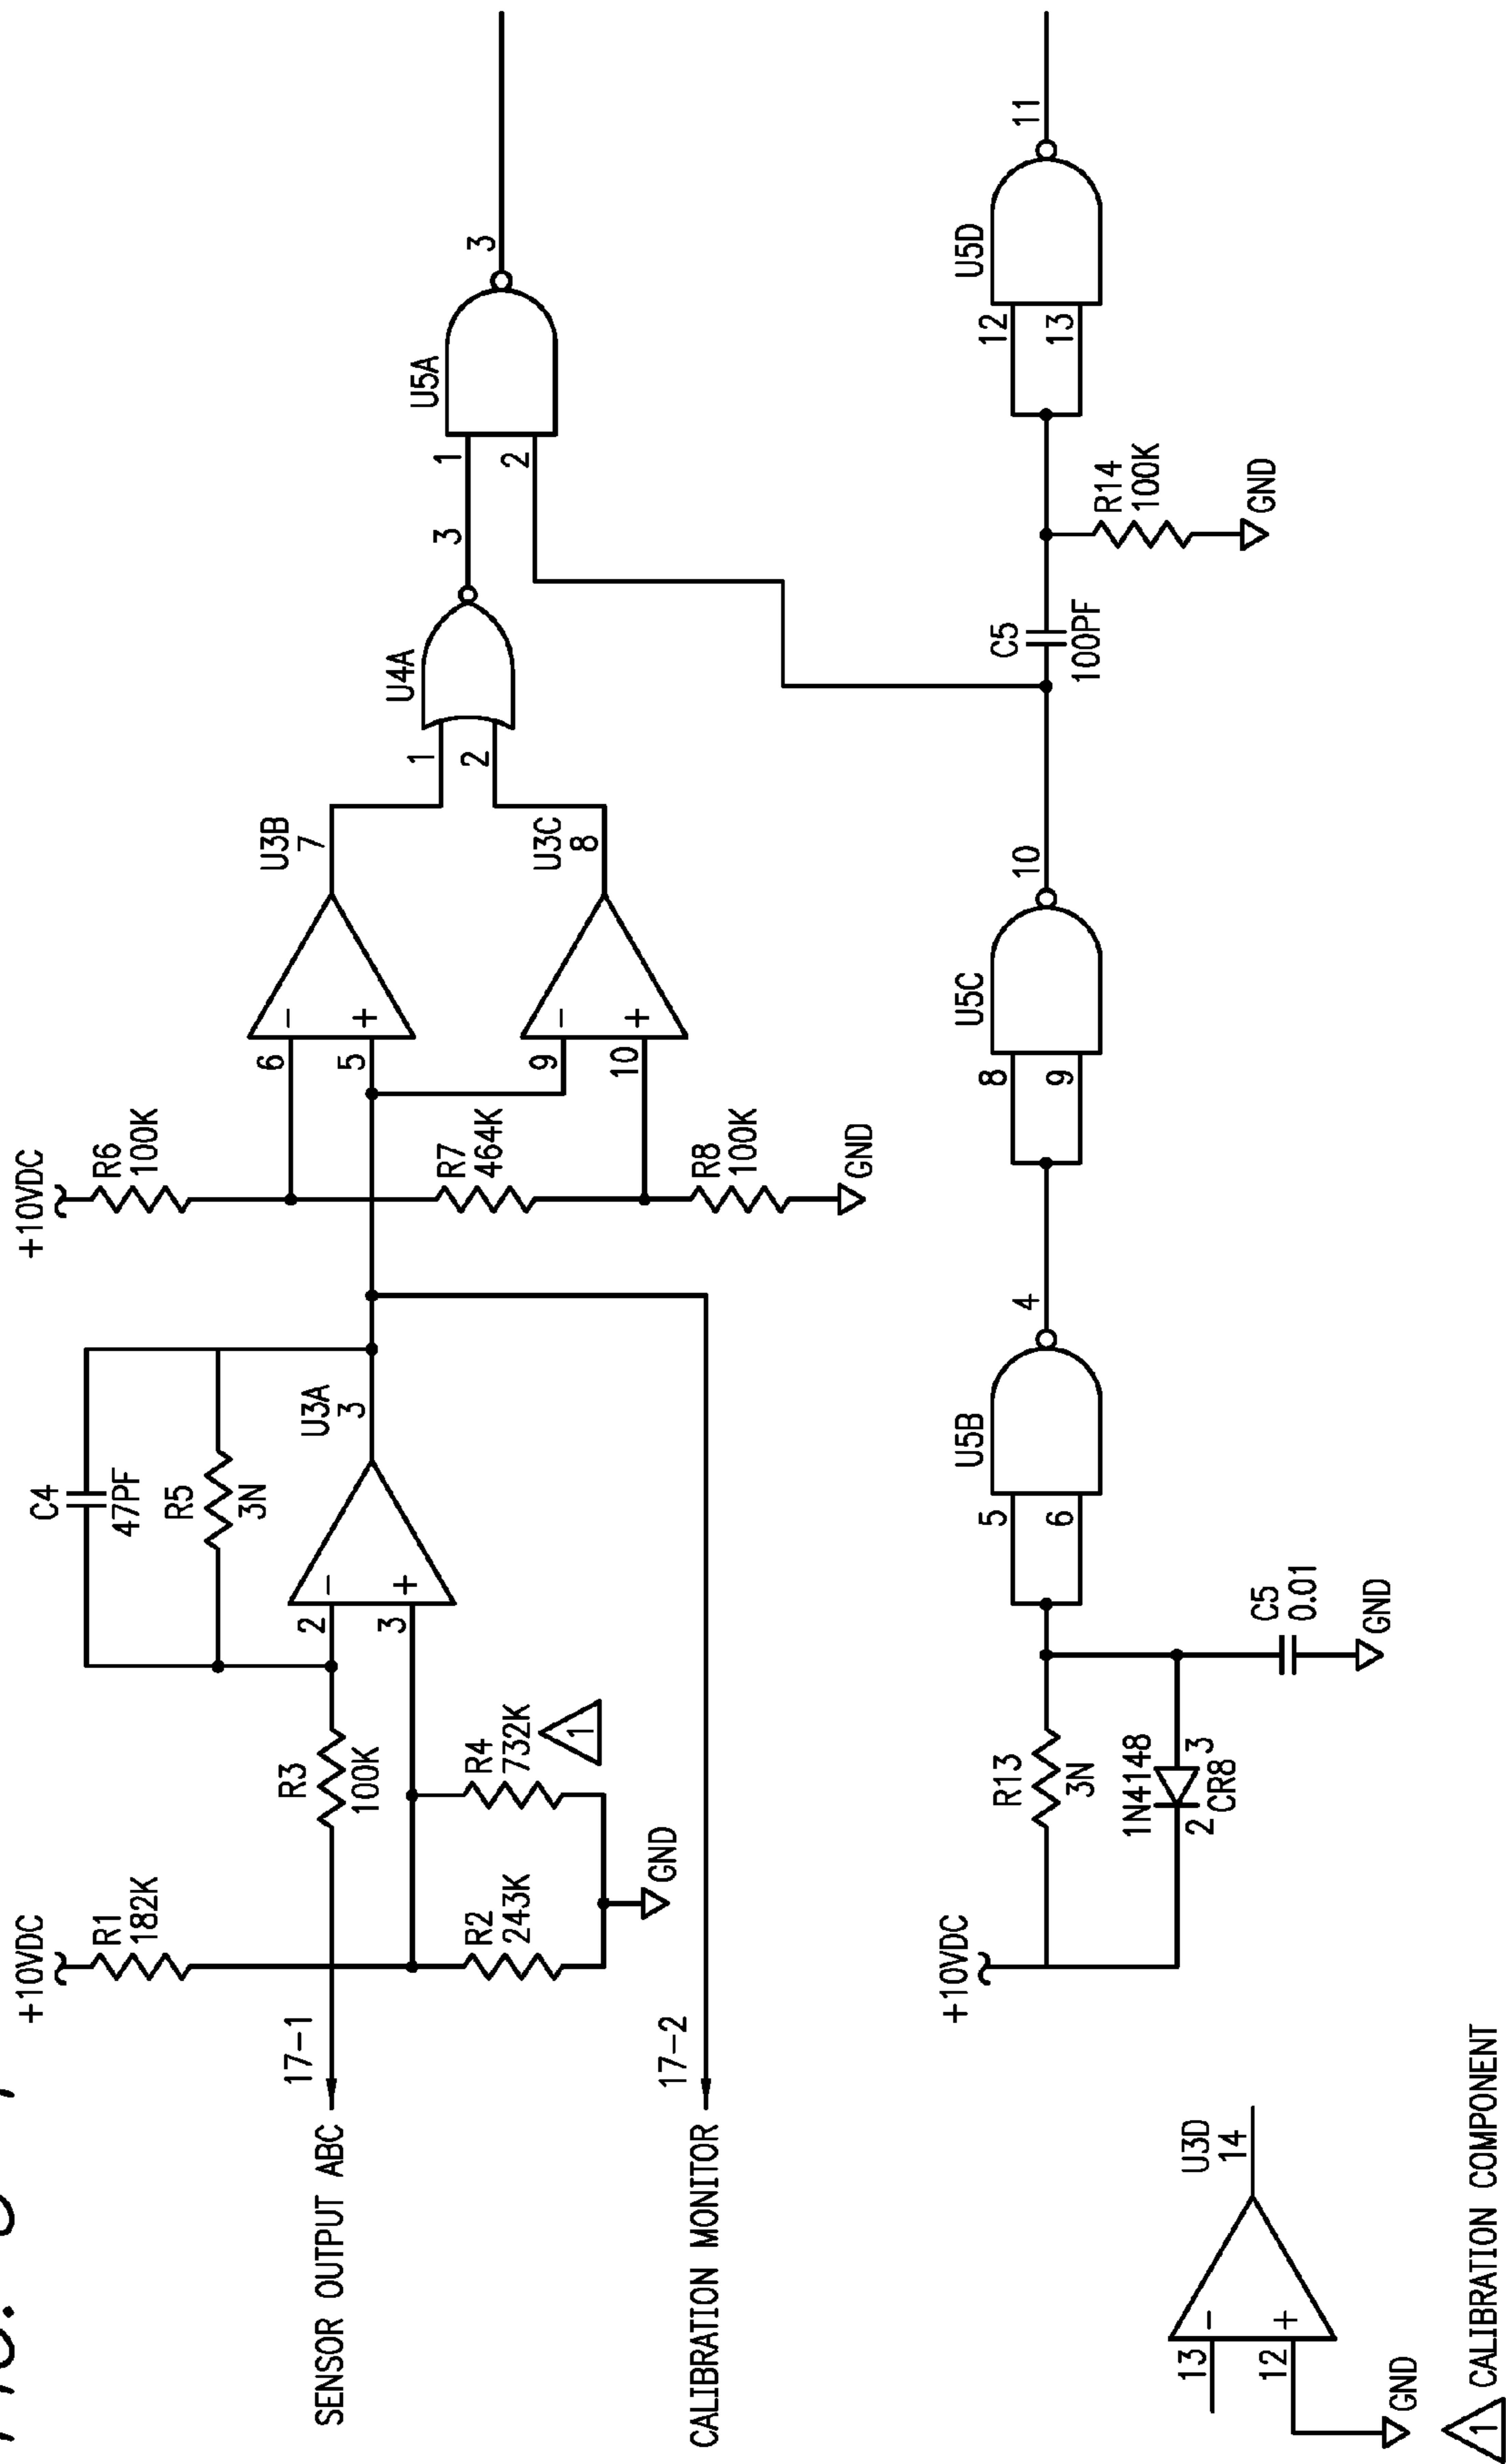 +10VDC
R1
182K
SENSOR OUTPUT ABC
17-1
R3
100K
R2
243K
R4
732K
1
GND
C4
47PF
R5
3N
2
3
-
+
U3A
3
CALIBRATION MONITOR
17-2
+10VDC
R6
100K
R7
464K
R8
100K
GND
6
5
-
+
U3B
7
9
10
-
+
U3C
8
1
2
U4A
3
1
2
U5A
3
+10VDC
R13
3N
1N4148
2
3
CR8
C5
0.01
GND
5
6
U5B
4
8
9
U5C
10
C5
100PF
R14
100K
GND
12
13
U5D
11
13
12
-
+
U3D
14
GND
1 CALIBRATION COMPONENT